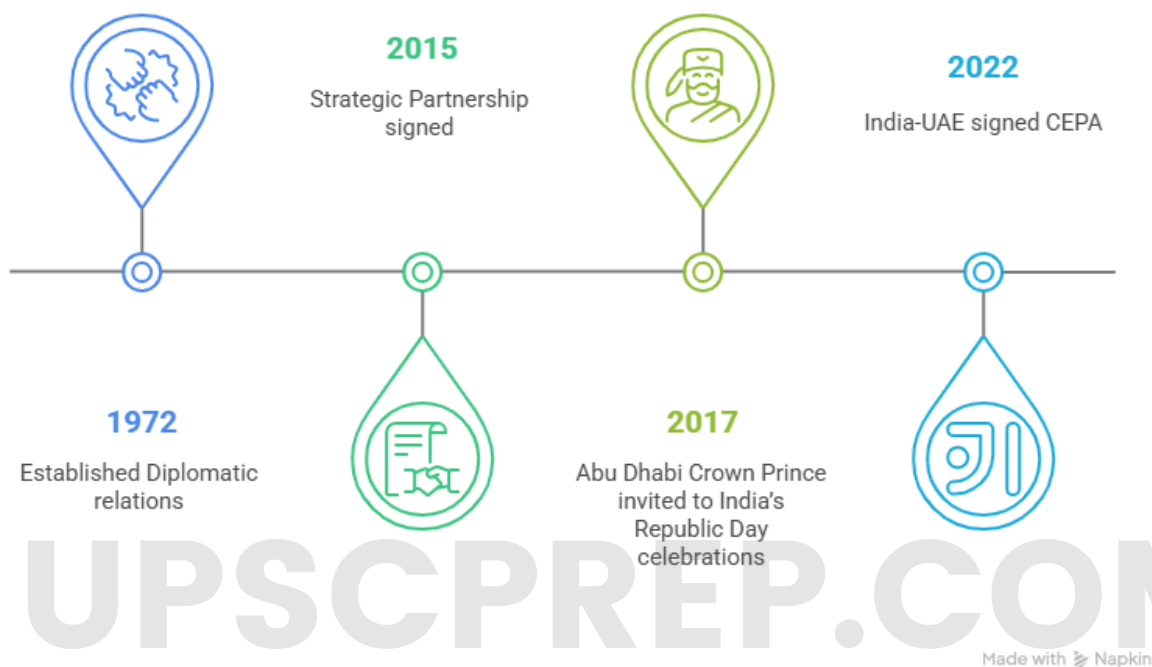 1972
Established Diplomatic
relations
2015
Strategic Partnership
signed
2017
Abu Dhabi Crown Prince
invited to India's
Republic Day
celebrations
2022
India-UAE signed CEPA
UPSCPREP.COM
Made with Napkin